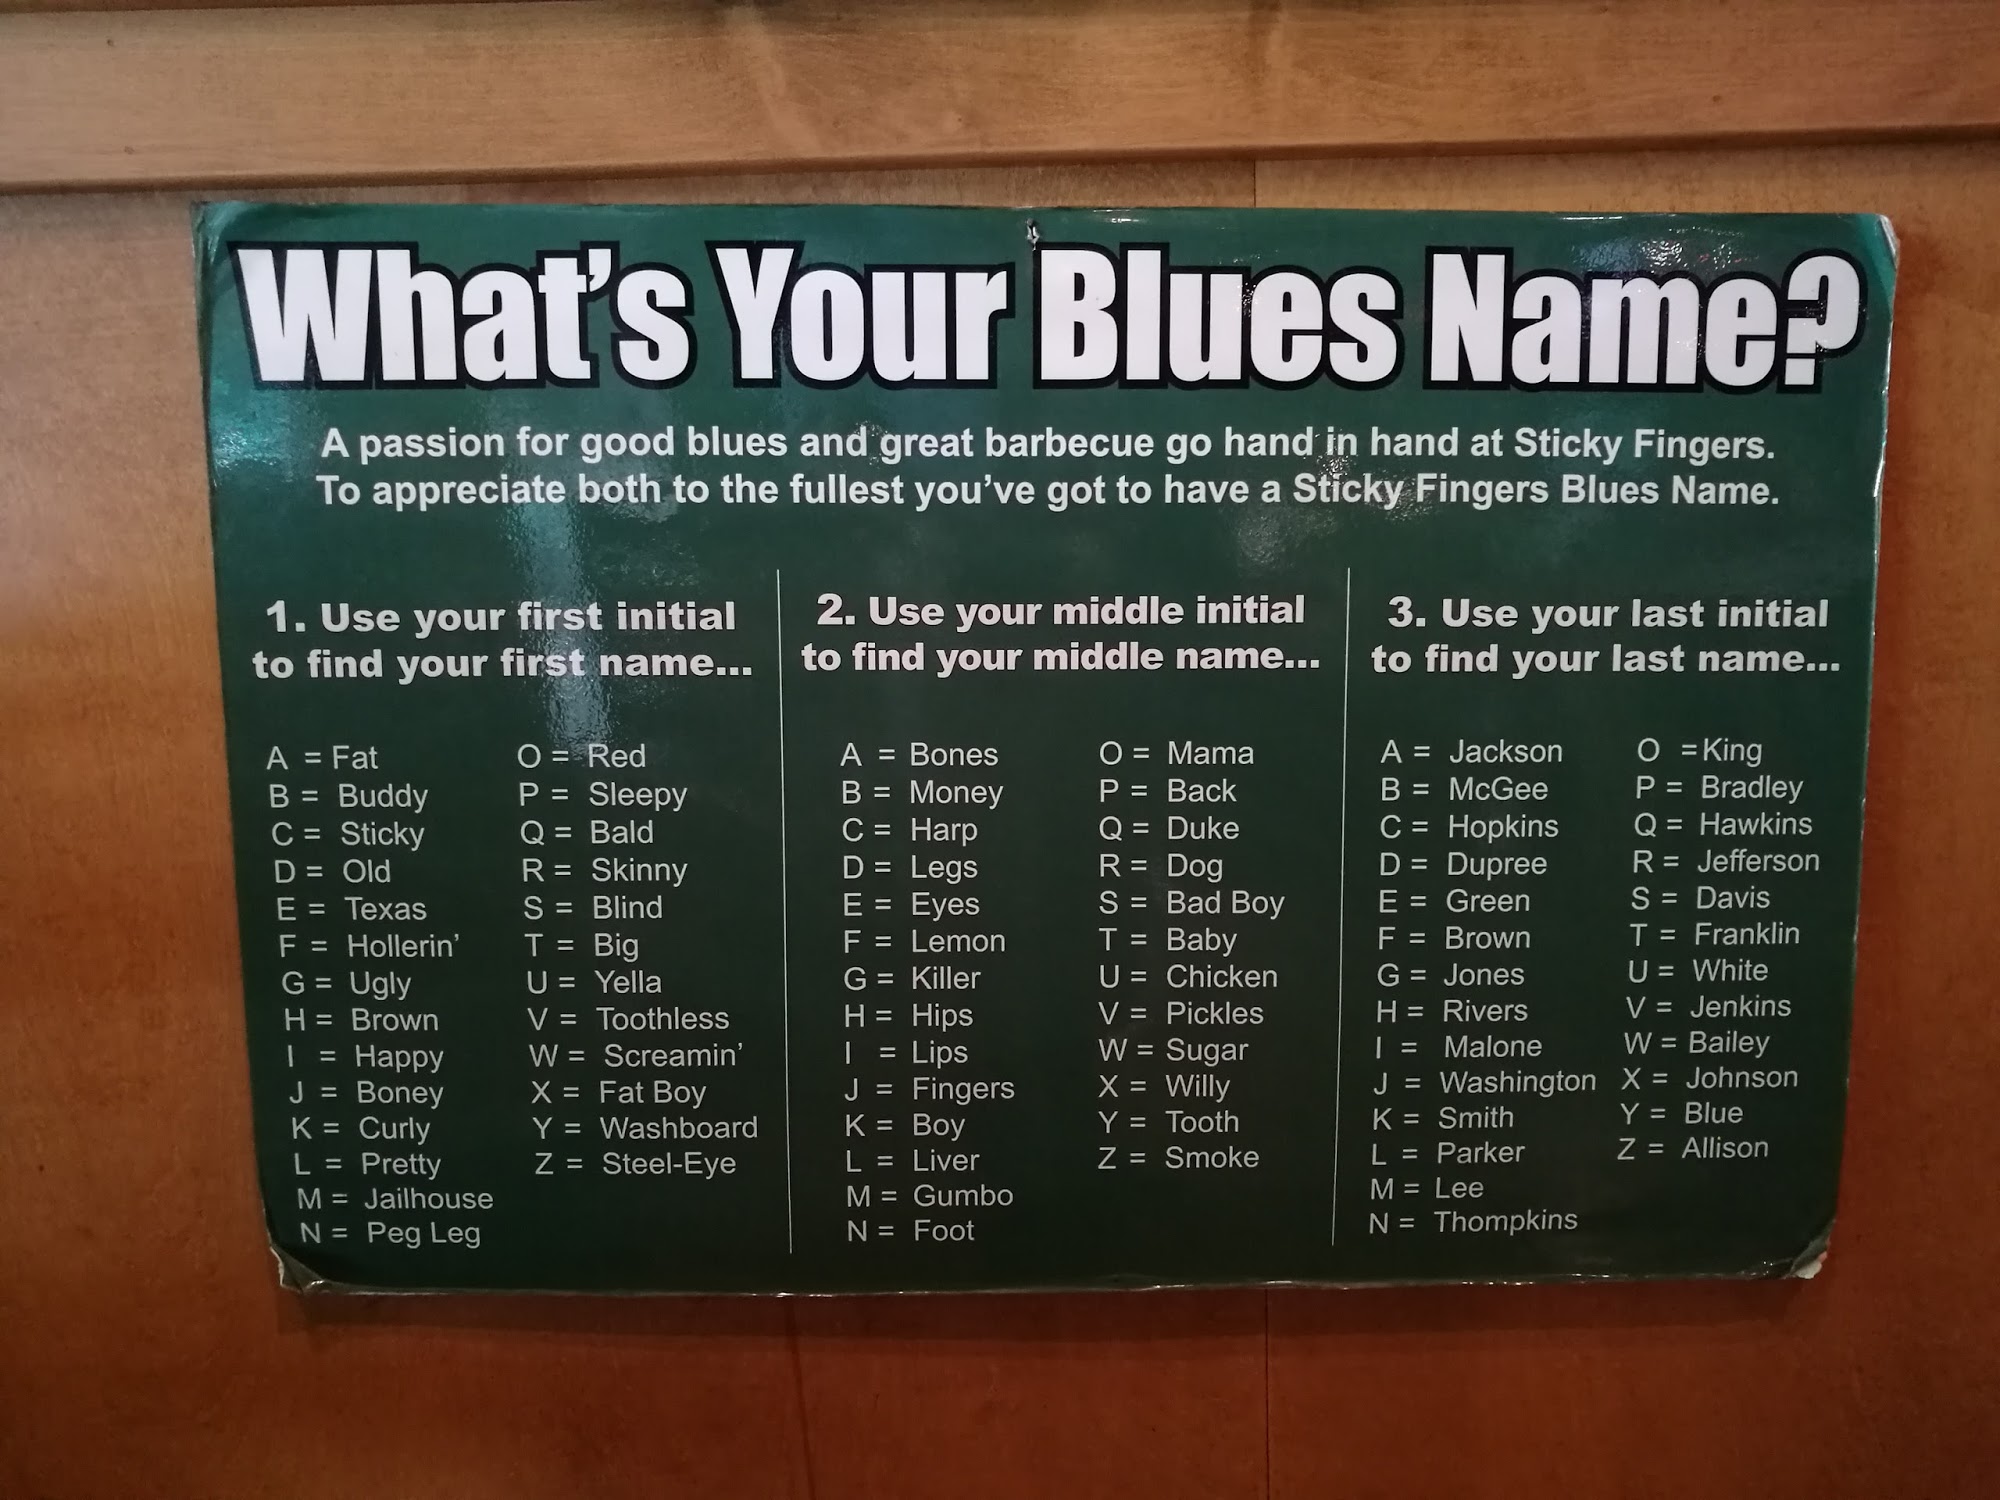 What's Your Blues Name?
A passion for good blues and great barbecue go hand in hand at Sticky Fingers.
To appreciate both to the fullest you've got to have a Sticky Fingers Blues Name.
1. Use your first initial
to find your first name...
A = Fat
B = Buddy
C = Sticky
D = Old
E = Texas
F = Hollerin'
G = Ugly
H = Brown
I = Happy
J = Boney
K = Curly
L = Pretty
M = Jailhouse
N = Peg Leg
O = Red
P = Sleepy
Q = Bald
R = Skinny
S = Blind
T = Big
U = Yella
V = Toothless
W = Screamin'
X = Fat Boy
Y = Washboard
Z = Steel-Eye
2. Use your middle initial
to find your middle name...
A = Bones
B = Money
C = Harp
D = Legs
E = Eyes
F = Lemon
G = Killer
H = Hips
I = Lips
J = Fingers
K = Boy
L = Liver
M = Gumbo
N = Foot
O = Mama
P = Back
Q = Duke
R = Dog
S = Bad Boy
T = Baby
U = Chicken
V = Pickles
W = Sugar
X = Willy
Y = Tooth
Z = Smoke
3. Use your last initial
to find your last name...
A = Jackson
B = McGee
C = Hopkins
D = Dupree
E = Green
F = Brown
G = Jones
H = Rivers
I = Malone
J = Washington
K = Smith
L = Parker
M = Lee
N = Thompkins
O =King
P = Bradley
Q = Hawkins
R = Jefferson
S = Davis
T = Franklin
U = White
V = Jenkins
W = Bailey
X = Johnson
Y = Blue
Z = Allison